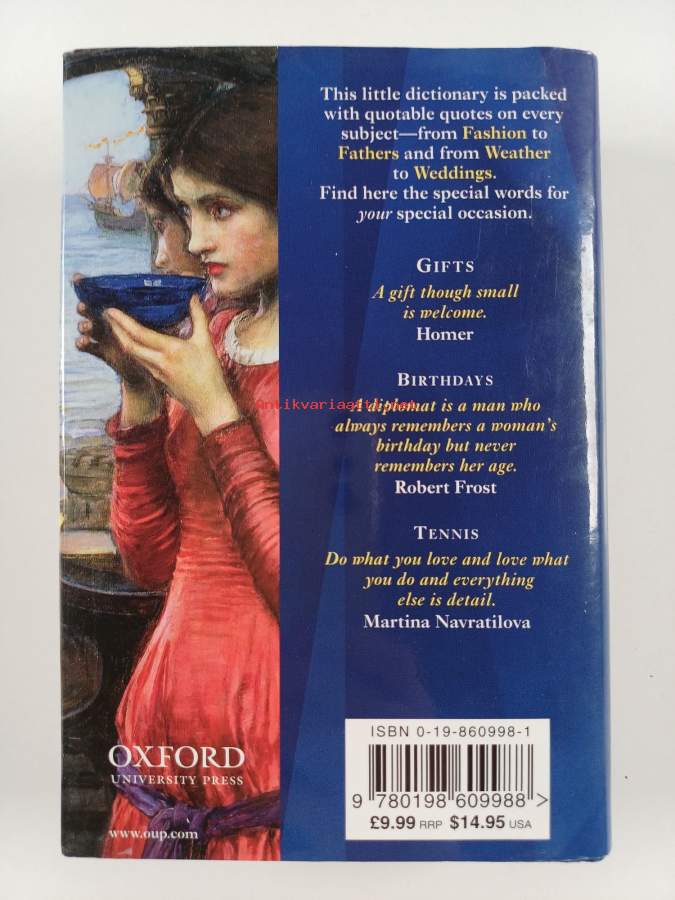 This little dictionary is packed
with quotable quotes on every
subject—from Fashion to
Fathers and from Weather
to Weddings.
Find here the special words for
your special occasion.
GIFTS
A gift though small
is welcome.
Homer
BIRTHDAYS
Antikvariaatti.net
A diplomat is a man who
always remembers a woman's
birthday but never
remembers her age.
Robert Frost
TENNIS
Do what you love and love what
you do and everything
else is detail.
Martina Navratilova
OXFORD
UNIVERSITY PRESS
www.oup.com
ISBN 0-19-860998-1
9 780198 609988 >
£9.99 RRP $14.95 USA